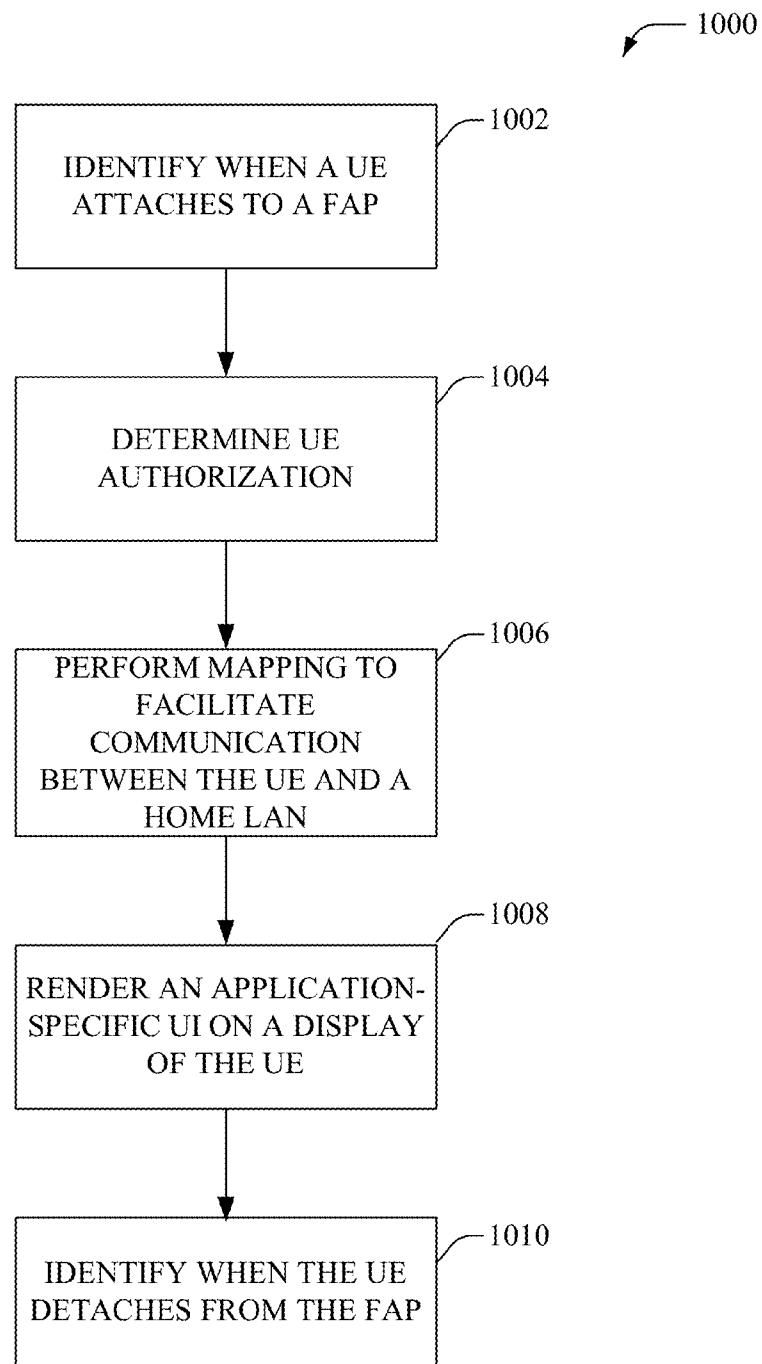 1000
1002
IDENTIFY WHEN A UE
ATTACHES TO A FAP
1004
DETERMINE UE
AUTHORIZATION
1006
PERFORM MAPPING TO
FACILITATE
COMMUNICATION
BETWEEN THE UE AND A
HOME LAN
1008
RENDER AN APPLICATION-
SPECIFIC UI ON A DISPLAY
OF THE UE
1010
IDENTIFY WHEN THE UE
DETACHES FROM THE FAP